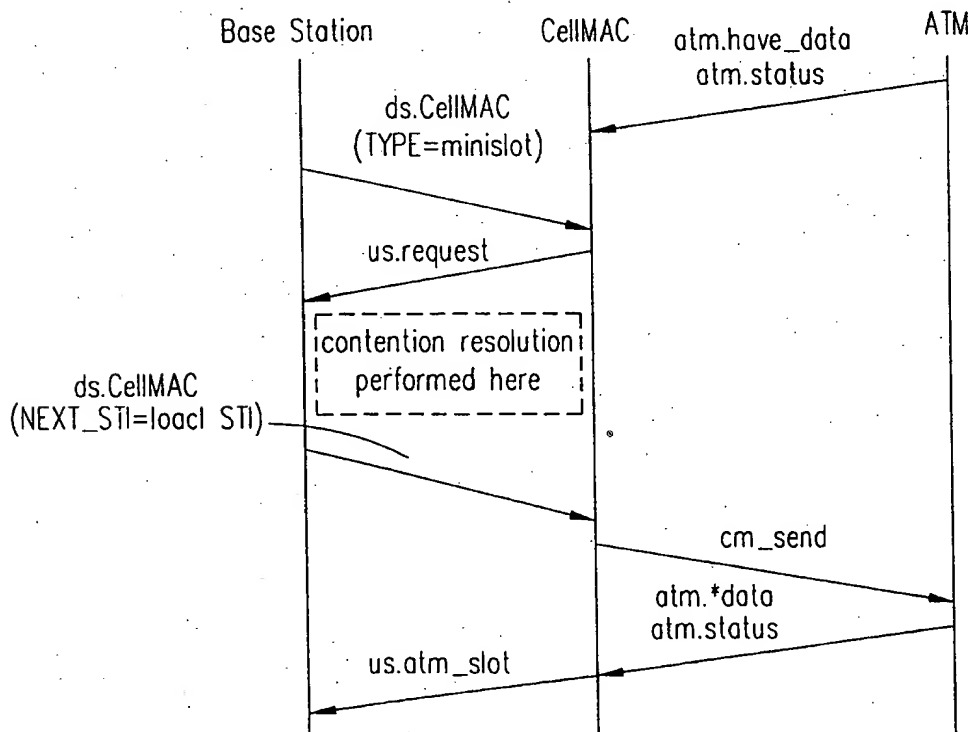 Base Station
CellMAC
ATM
atm.have_data
atm.status
ds.CellMAC
(TYPE=minislot)
us.request
contention resolution
performed here
ds.CellMAC
(NEXT_STI=loacl STI)
cm_send
atm.*data
atm.status
us.atm_slot